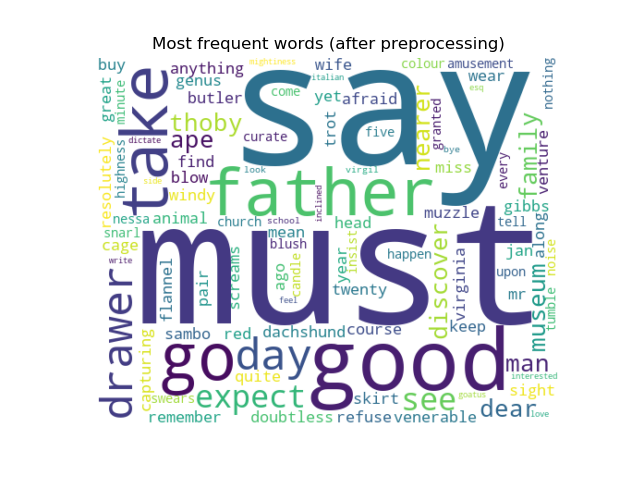 Most frequent words (after preprocessing)
mightiness
buy
anything
wife
colour
amusement
say
take
genus
come
italian
wear
nothing
great
minute
butler
yet
afraid
nearer
esq
thoby
trot
five
granted
family
venture
dictate
ape
curate
bye
resolutely
highness
find
look
virgil
miss
every
side
blow
father
windy
inclined
muzzle
gibbs
nessa
animal
church
school
head
tell
snarl
must
mean
insist
happen
discover
jan
along
cage
blush
year
virginia
upon
museum
noise
write
flannel
pair
screams
ago
candle
twenty
mr
tumble
drawer
feel
sambo
red
dachshund
course
keep
capturing
go
day
good
man
quite
interested
swears
expect
skirt
see
goatus
sight
dear
love
remember
doubtless
refuse
venerable